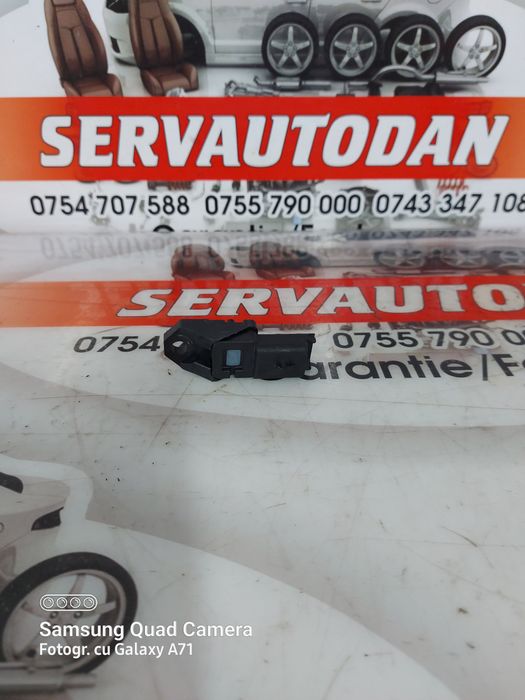 SERVAUTODAN
0754 707 588 0755 790 000 0743 347 108
SERVAUTO
0754 0755 790 0
arantie/F
Samsung Quad Camera
Fotogr. cu Galaxy A71